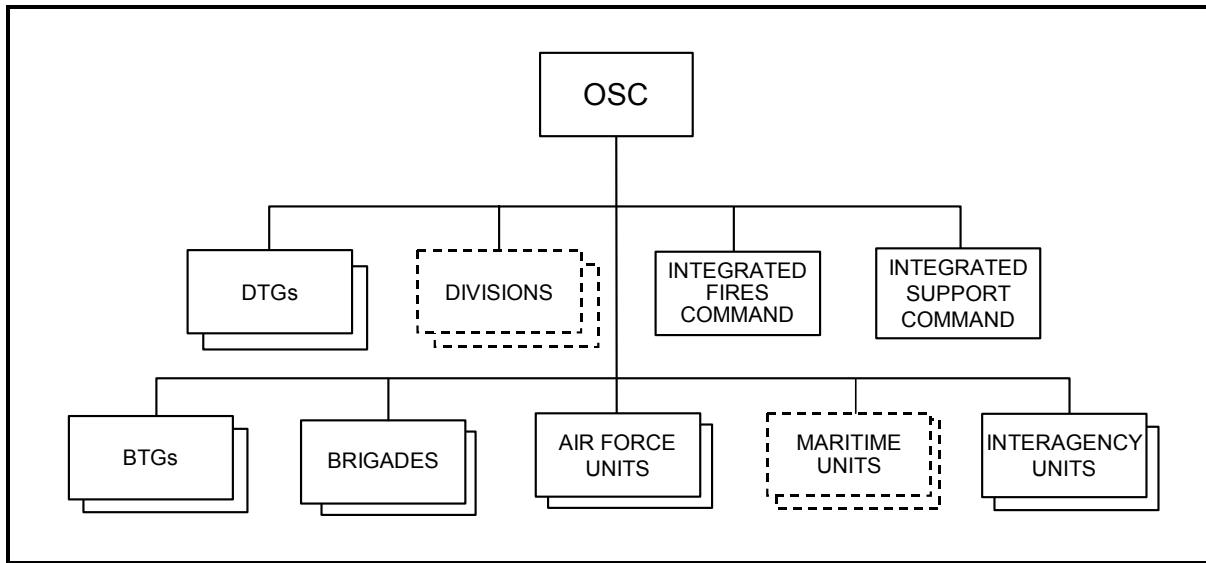 OSC
DTGs
DIVISIONS
INTEGRATED
FIRES
COMMAND
INTEGRATED
SUPPORT
COMMAND
BTGs
BRIGADES
AIR FORCE
UNITS
MARITIME
UNITS
INTERAGENCY
UNITS